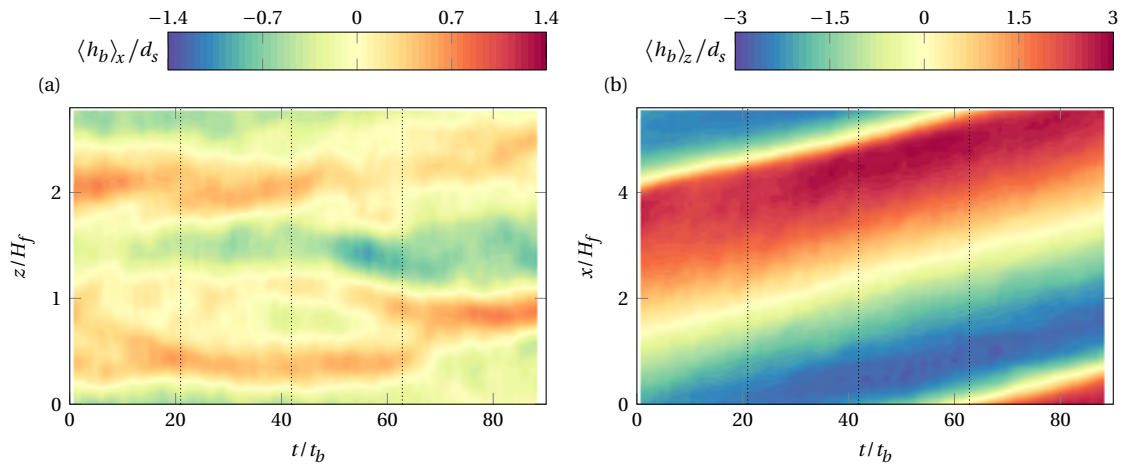 −1.4 −0.7 0 0.7 1.4
⟨h_b⟩_x/d_s
(a)
2
1
0
z/H_f
0 20 40 60 80
t/t_b
−3 −1.5 0 1.5 3
⟨h_b⟩_z/d_s
(b)
4
2
0
x/H_f
0 20 40 60 80
t/t_b